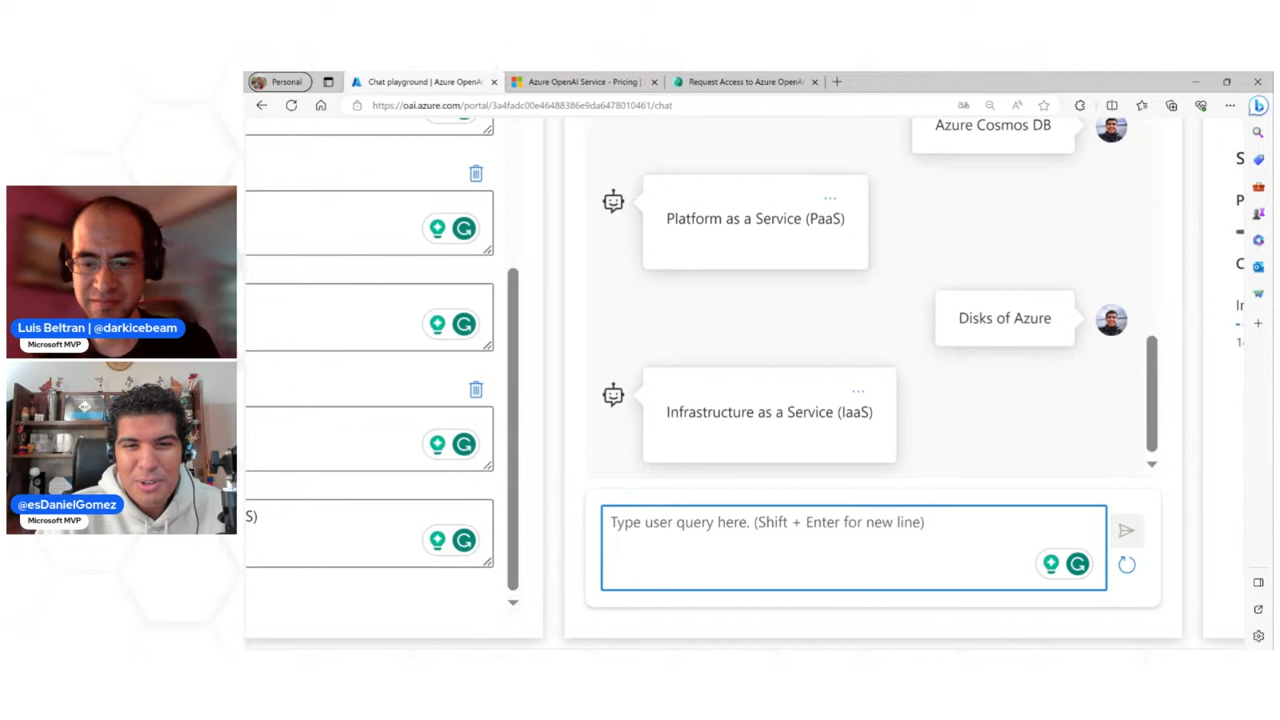 Personal
Chat playground | Azure OpenAI
Azure OpenAI Service - Pricing |
Request Access to Azure OpenAI
https://oai.azure.com/portal/3a4fadc00e46488386e9da6478010461/chat
Azure Cosmos DB
Platform as a Service (PaaS)
Disks of Azure
Infrastructure as a Service (IaaS)
S)
Type user query here. (Shift + Enter for new line)
Luis Beltran | @darkicebeam
Microsoft MVP
@esDanielGomez
Microsoft MVP